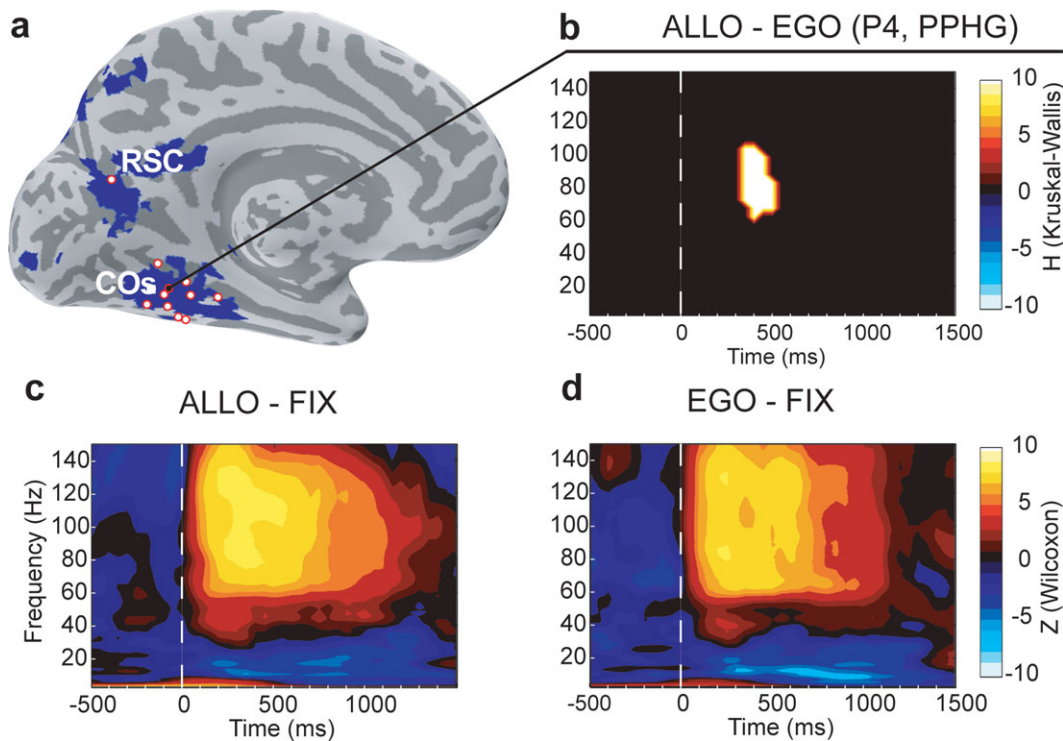 a
RSC
COs
b
ALLO - EGO (P4, PPHG)
140
120
100
80
60
40
20
-500 0 500 1000 1500
Time (ms)
10
5
0
-5
-10
H (Kruskal-Wallis)
c
ALLO - FIX
Frequency (Hz)
140
120
100
80
60
40
20
-500 0 500 1000
Time (ms)
d
EGO - FIX
140
120
100
80
60
40
20
-500 0 500 1000 1500
Time (ms)
10
5
0
-5
-10
Z (Wilcoxon)